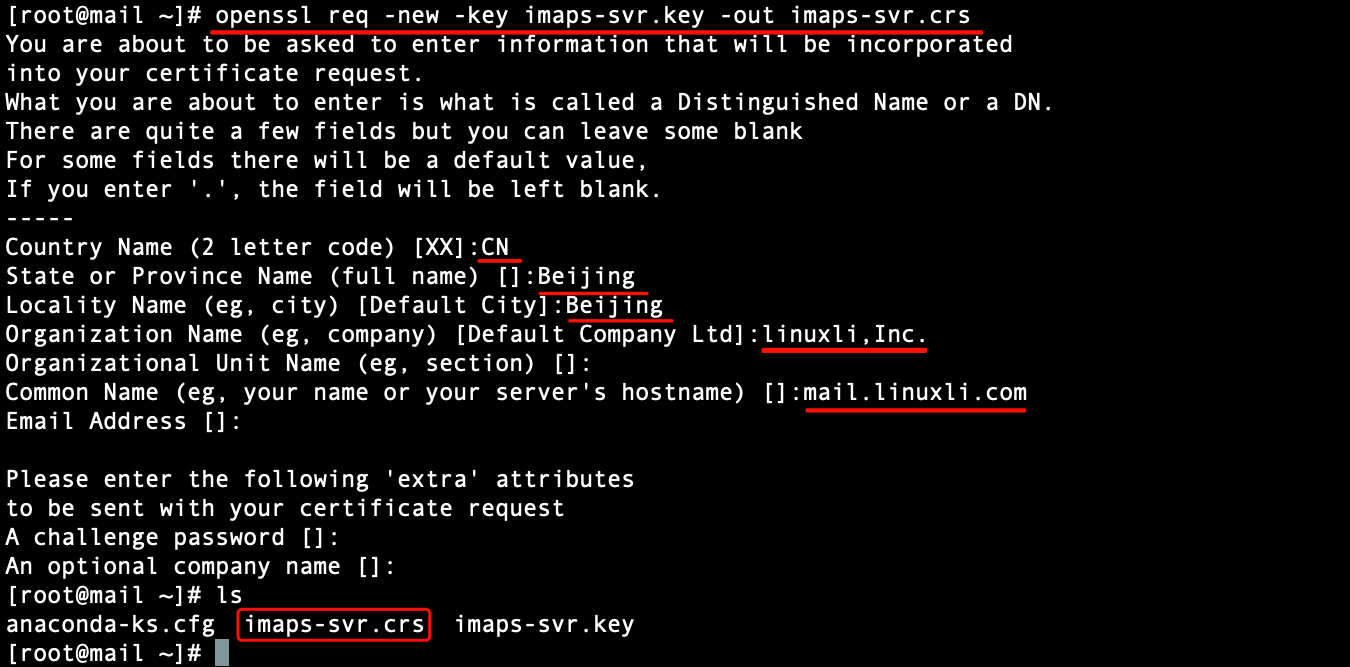 [root@mail ~]# openssl req -new -key imaps-svr.key -out imaps-svr.crs
You are about to be asked to enter information that will be incorporated
into your certificate request.
What you are about to enter is what is called a Distinguished Name or a DN.
There are quite a few fields but you can leave some blank
For some fields there will be a default value,
If you enter '.', the field will be left blank.
-----
Country Name (2 letter code) [XX]:CN
State or Province Name (full name) []:Beijing
Locality Name (eg, city) [Default City]:Beijing
Organization Name (eg, company) [Default Company Ltd]:linuxli,Inc.
Organizational Unit Name (eg, section) []:
Common Name (eg, your name or your server's hostname) []:mail.linuxli.com
Email Address []:
Please enter the following 'extra' attributes
to be sent with your certificate request
A challenge password []:
An optional company name []:
[root@mail ~]# ls
anaconda-ks.cfg  imaps-svr.crs  imaps-svr.key
[root@mail ~]#